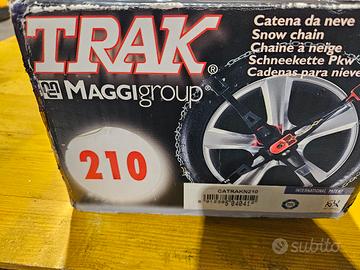 TRAK®
MAGGIgroup®
Catena da neve
Snow chain
Chaîne à neige
Schneekette Pkw
Cadenas para nieve
210
CATRAKN210
INTERNATIONAL PATENT
subito